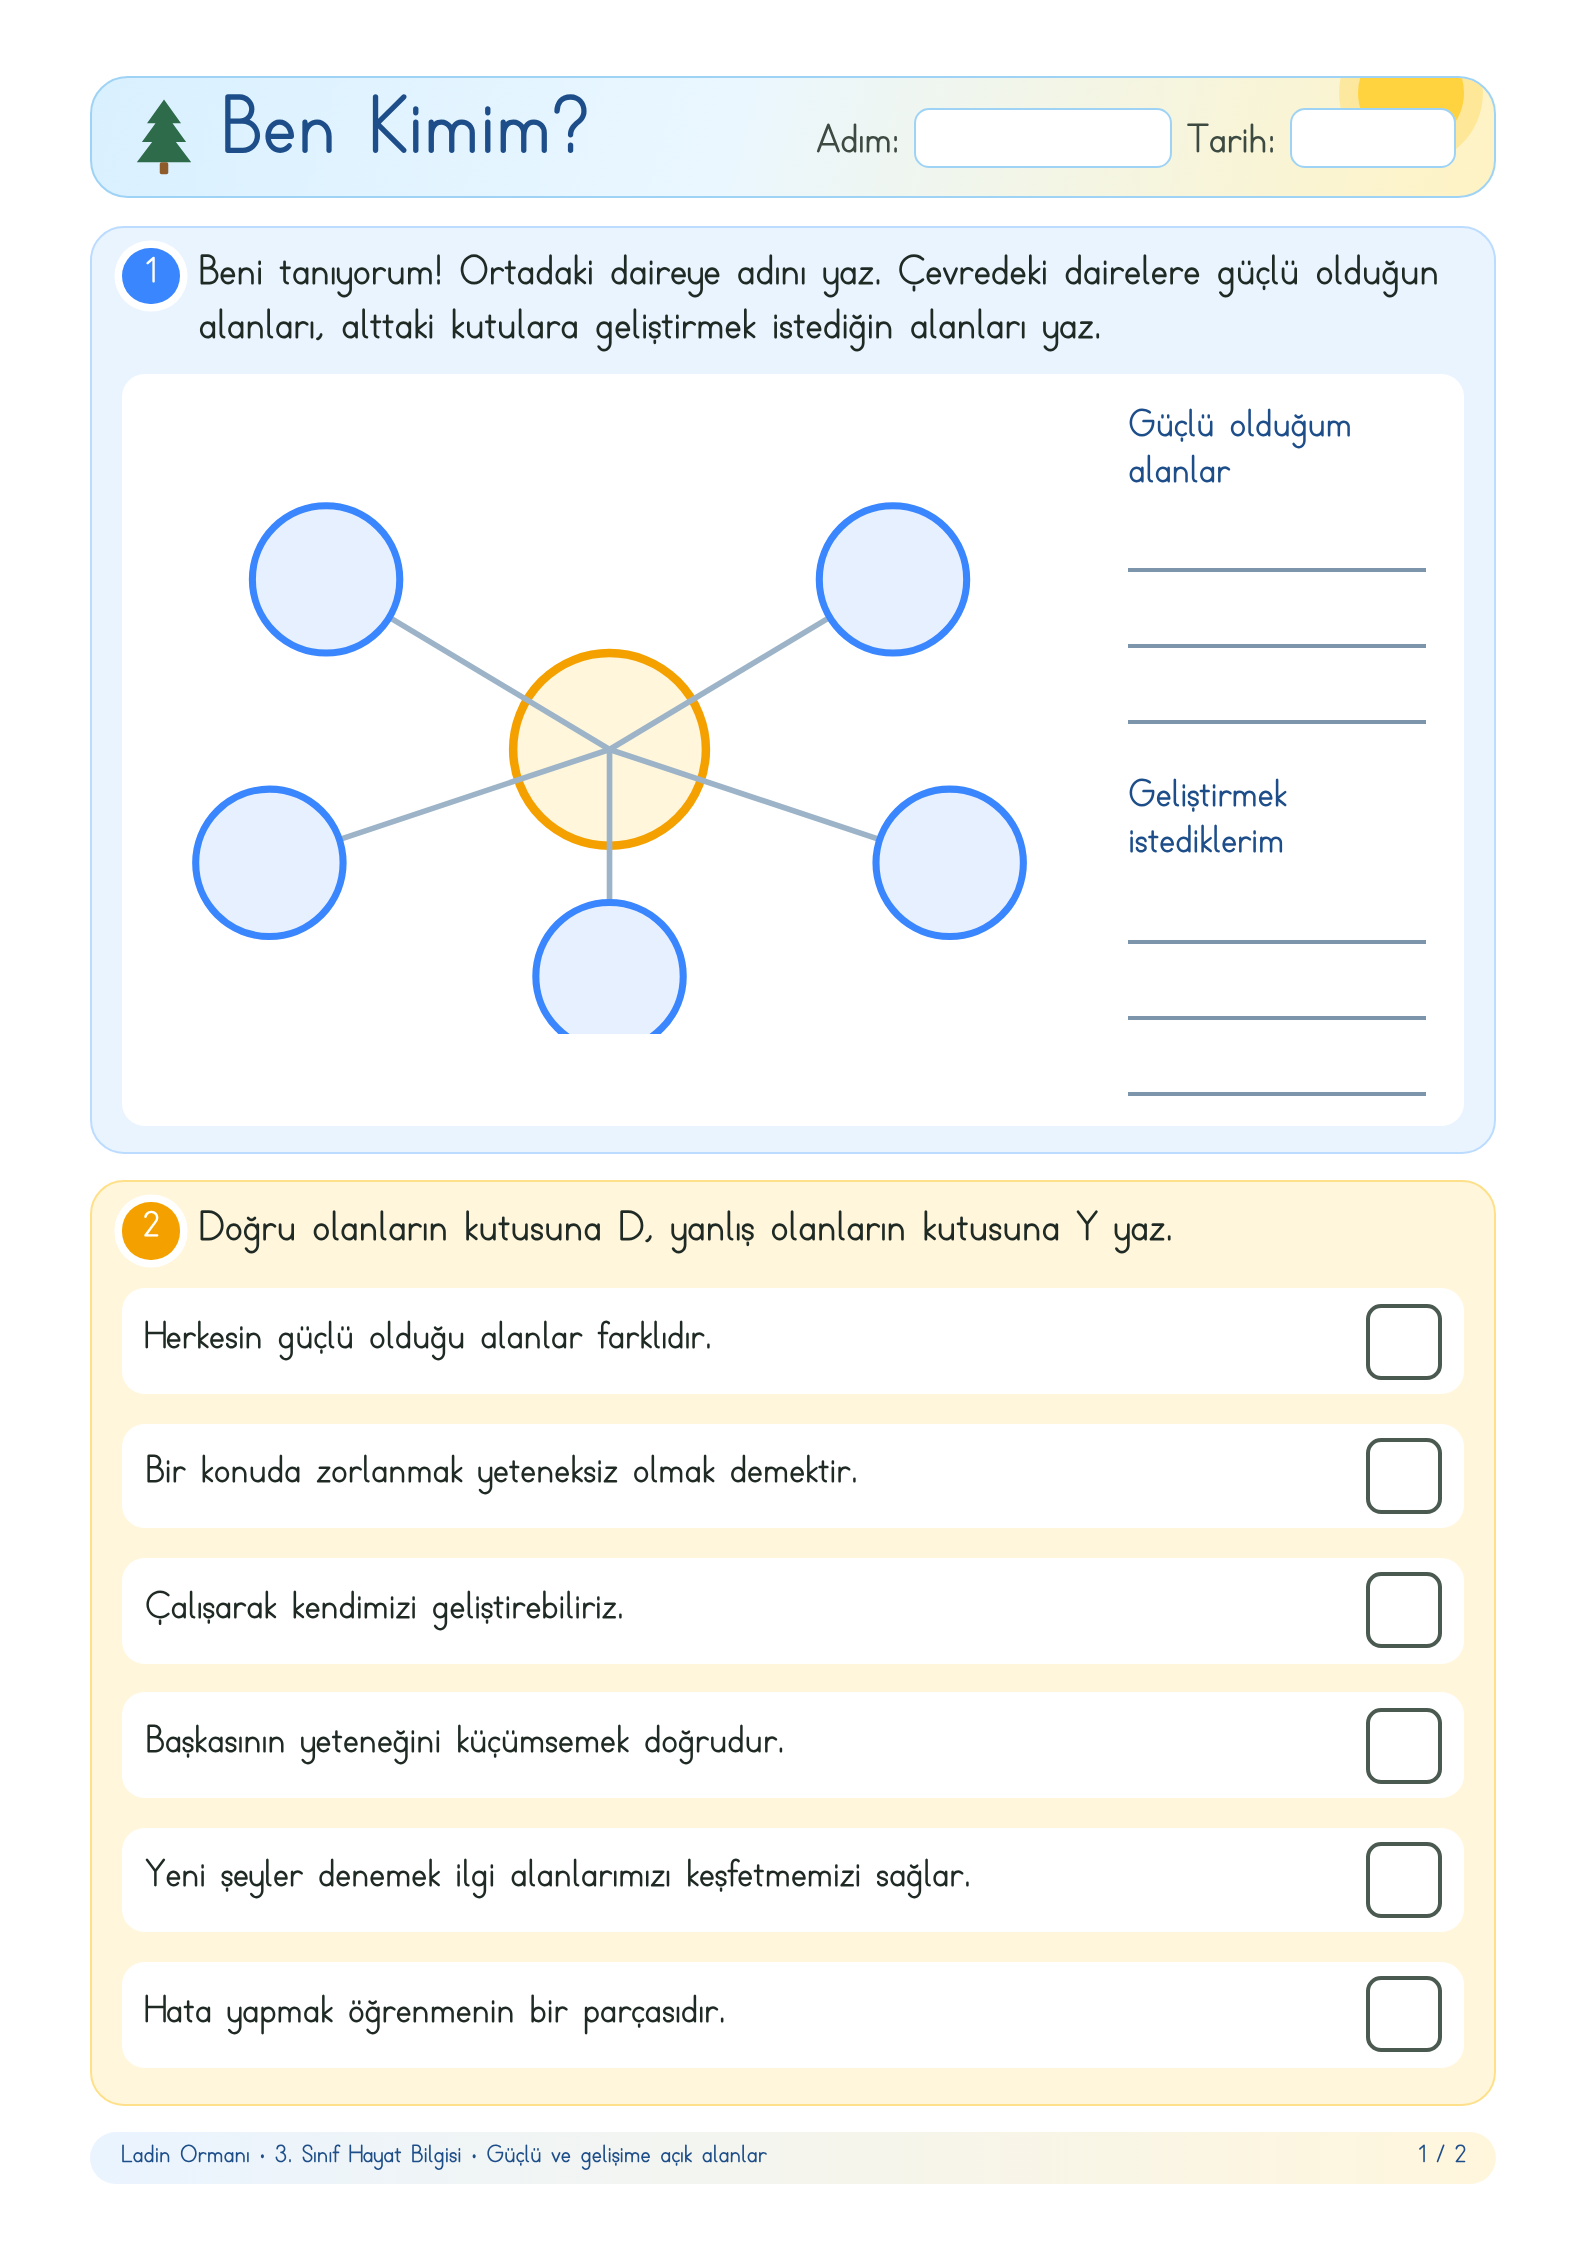 Ben Kimim?
Adım:
Tarih:
1
Beni tanıyorum! Ortadaki daireye adını yaz. Çevredeki dairelere güçlü olduğun
alanları, alttaki kutulara geliştirmek istediğin alanları yaz.
Güçlü olduğum
alanlar
Geliştirmek
istediklerim
2
Doğru olanların kutusuna D, yanlış olanların kutusuna Y yaz.
Herkesin güçlü olduğu alanlar farklıdır.
Bir konuda zorlanmak yeteneksiz olmak demektir.
Çalışarak kendimizi geliştirebiliriz.
Başkasının yeteneğini küçümsemek doğrudur.
Yeni şeyler denemek ilgi alanlarımızı keşfetmemizi sağlar.
Hata yapmak öğrenmenin bir parçasıdır.
Ladin Ormanı • 3. Sınıf Hayat Bilgisi • Güçlü ve gelişime açık alanlar
1 / 2